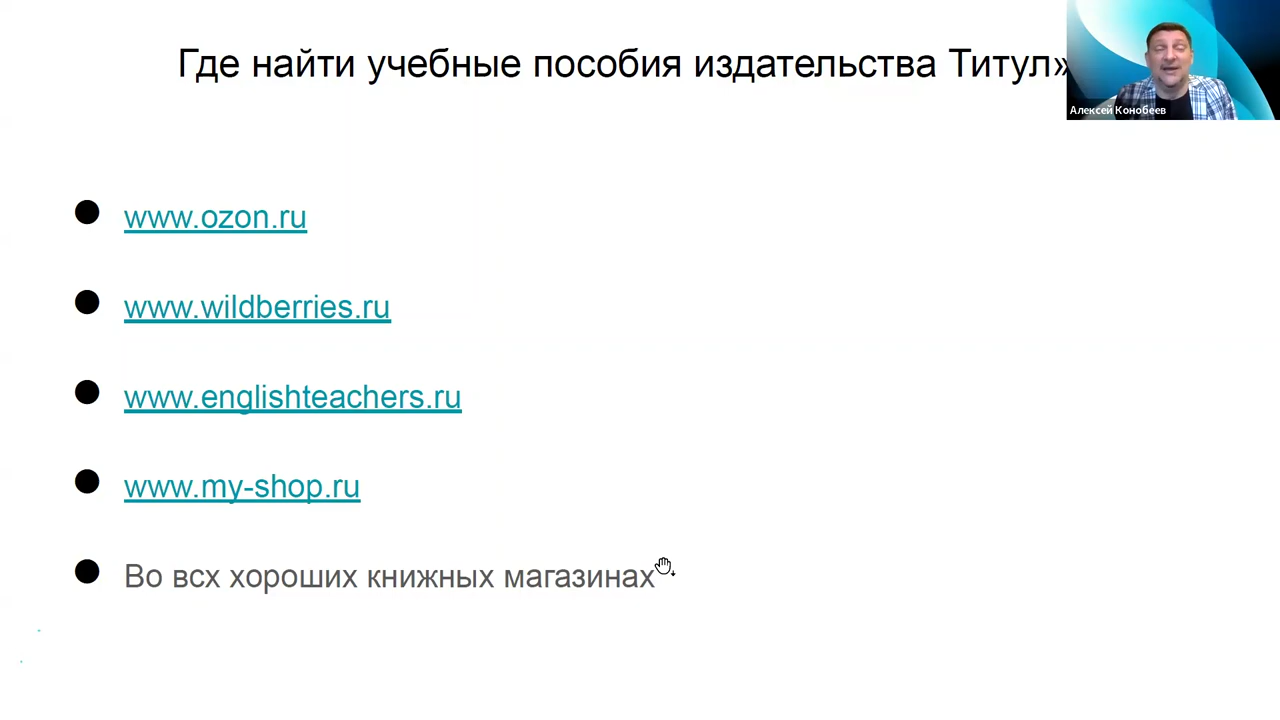 Где найти учебные пособия издательства Титул»
Алексей Конобеев
www.ozon.ru
www.wildberries.ru
www.englishteachers.ru
www.my-shop.ru
Во всх хороших книжных магазинах